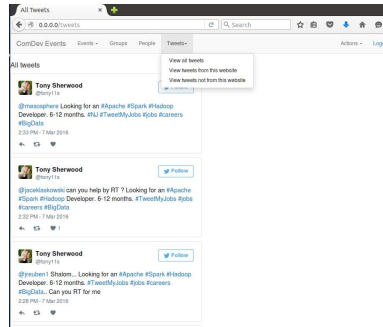 All Tweets
0.0.0.0/tweets
Search
ComDev Events
Events
Groups
People
Tweets
Actions
View all tweets
View tweets from this website
View tweets not from this website
All tweets
Tony Sherwood
@tony11s
Follow
@mesosphere Looking for an #Apache #Spark #Hadoop
Developer. 6-12 months. #NJ #TweetMyJobs #jobs #careers
#BigData
2:33 PM - 7 Mar 2016
Tony Sherwood
@tony11s
Follow
@jaceklaskowski can you help by RT ? Looking for an #Apache
#Spark #Hadoop Developer. 6-12 months. #TweetMyJobs #jobs
#careers #BigData
2:32 PM - 7 Mar 2016
1
Tony Sherwood
@tony11s
Follow
@jreuben1 Shalom... Looking for an #Apache #Spark #Hadoop
Developer. 6-12 months. #TweetMyJobs #jobs #careers
#BigData.. Can you RT for me
2:28 PM - 7 Mar 2016